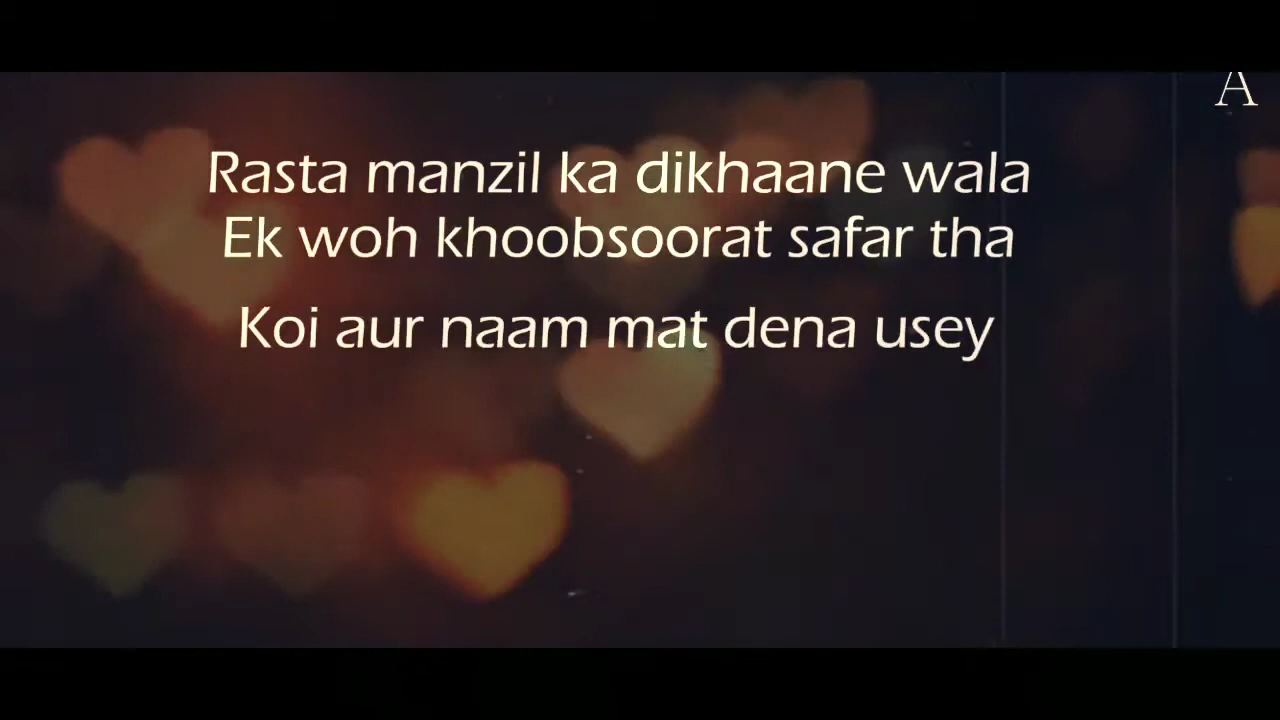 A
Rasta manzil ka dikhaane wala
Ek woh khoobsoorat safar tha
Koi aur naam mat dena usey